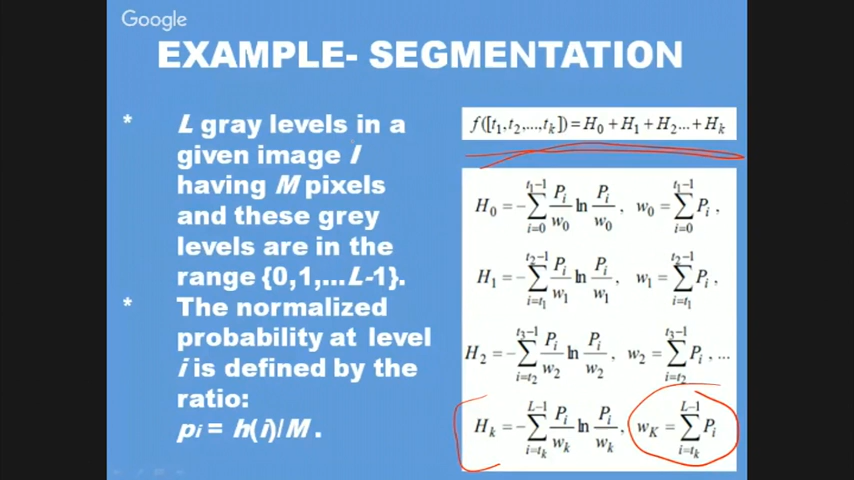 Google
EXAMPLE- SEGMENTATION
* L gray levels in a
given image I
having M pixels
and these grey
levels are in the
range {0,1,...L-1}.
* The normalized
probability at level
i is defined by the
ratio:
pi = h(i)/M .
f([t₁,t₂,...,tₖ]) = H₀ + H₁ + H₂... + Hₖ
H₀ = -∑_{i=0}^{t₁-1} Pᵢ/w₀ ln Pᵢ/w₀ , w₀ = ∑_{i=0}^{t₁-1} Pᵢ ,
H₁ = -∑_{i=t₁}^{t₂-1} Pᵢ/w₁ ln Pᵢ/w₁ , w₁ = ∑_{i=t₁}^{t₂-1} Pᵢ ,
H₂ = -∑_{i=t₂}^{t₃-1} Pᵢ/w₂ ln Pᵢ/w₂ , w₂ = ∑_{i=t₂}^{t₃-1} Pᵢ , ...
Hₖ = -∑_{i=tₖ}^{L-1} Pᵢ/wₖ ln Pᵢ/wₖ , w_K = ∑_{i=tₖ}^{L-1} Pᵢ